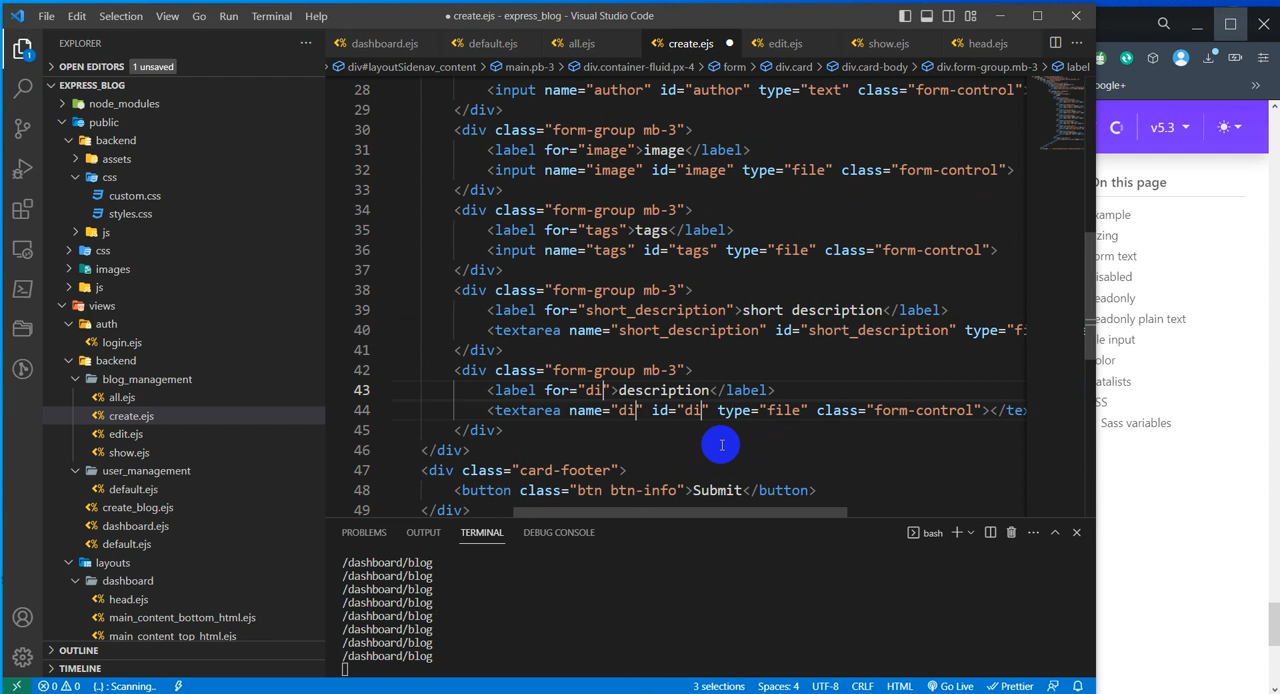 File Edit Selection View Go Run Terminal Help
● create.ejs - express_blog - Visual Studio Code
EXPLORER
dashboard.ejs default.ejs all.ejs create.ejs edit.ejs show.ejs head.ejs
OPEN EDITORS 1 unsaved
div#layoutSidenav_content > main.pb-3 > div.container-fluid.px-4 > form > div.card > div.card-body > div.form-group.mb-3 > label
EXPRESS_BLOG
node_modules
public
backend
assets
css
custom.css
styles.css
js
css
images
js
views
auth
login.ejs
backend
blog_management
all.ejs
create.ejs
edit.ejs
show.ejs
user_management
default.ejs
create_blog.ejs
dashboard.ejs
default.ejs
layouts
dashboard
head.ejs
main_content_bottom_html.ejs
main_content_top_html.ejs
OUTLINE
TIMELINE
28 <input name="author" id="author" type="text" class="form-control">
29 </div>
30 <div class="form-group mb-3">
31 <label for="image">image</label>
32 <input name="image" id="image" type="file" class="form-control">
33 </div>
34 <div class="form-group mb-3">
35 <label for="tags">tags</label>
36 <input name="tags" id="tags" type="file" class="form-control">
37 </div>
38 <div class="form-group mb-3">
39 <label for="short_description">short description</label>
40 <textarea name="short_description" id="short_description" type="fi
41 </div>
42 <div class="form-group mb-3">
43 <label for="di">description</label>
44 <textarea name="di" id="di" type="file" class="form-control"></tex
45 </div>
46 </div>
47 <div class="card-footer">
48 <button class="btn btn-info">Submit</button>
49 </div>
PROBLEMS OUTPUT TERMINAL DEBUG CONSOLE
bash
/dashboard/blog
/dashboard/blog
/dashboard/blog
/dashboard/blog
/dashboard/blog
/dashboard/blog
/dashboard/blog
/dashboard/blog
0 0 {..} : Scanning.. 3 selections Spaces: 4 UTF-8 CRLF HTML Go Live Prettier
oogle+
v5.3
On this page
xample
zing
orm text
isabled
eadonly
eadonly plain text
le input
olor
atalists
SS
Sass variables